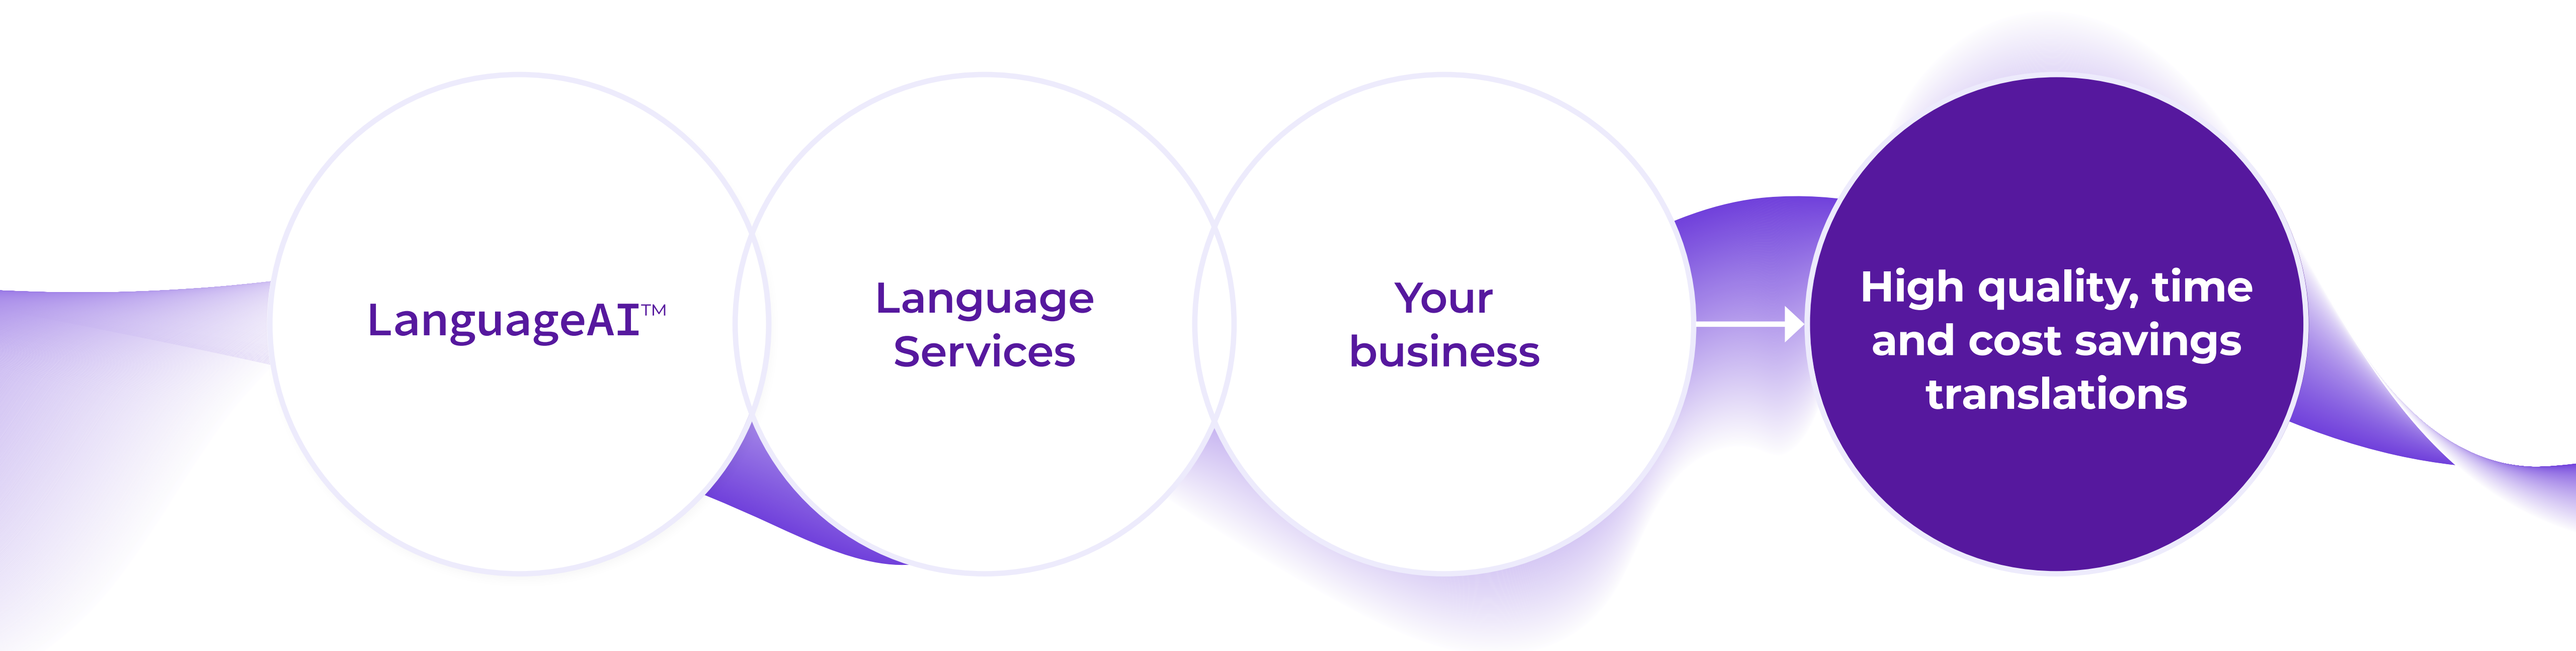 LanguageAI™
Language
Services
Your
business
High quality, time
and cost savings
translations